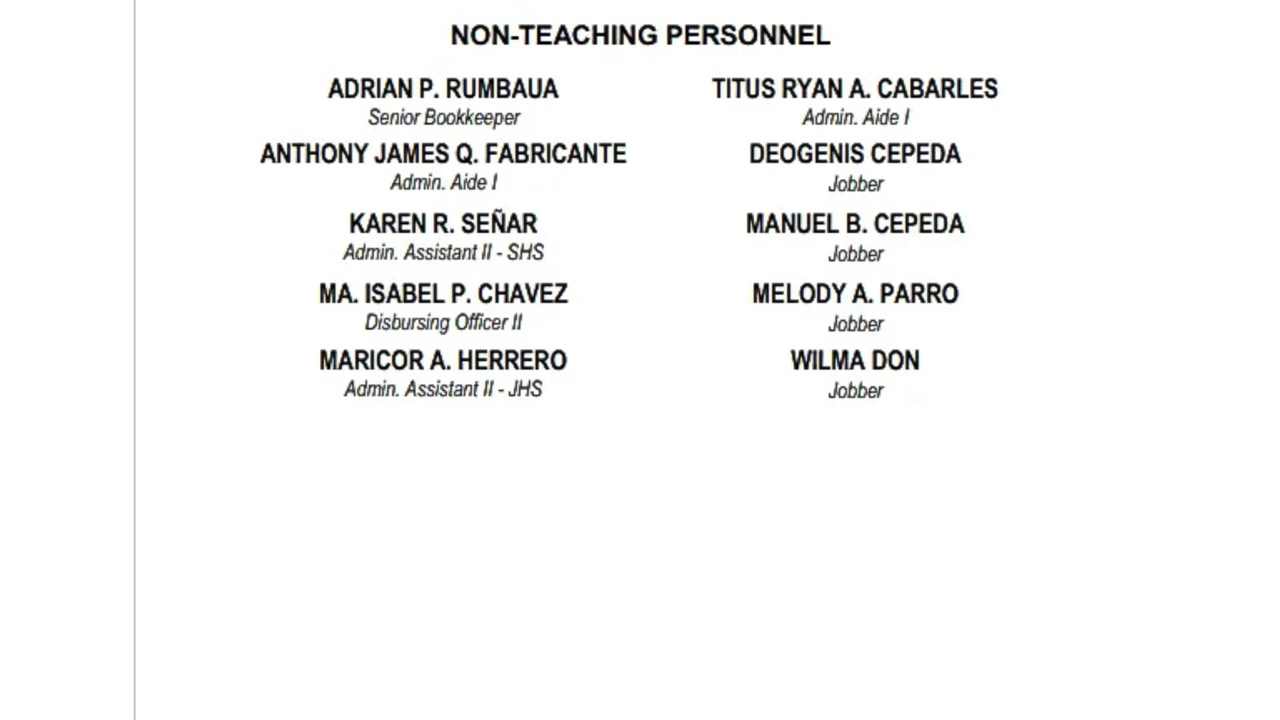 NON-TEACHING PERSONNEL
ADRIAN P. RUMBAUA
Senior Bookkeeper
ANTHONY JAMES Q. FABRICANTE
Admin. Aide I
KAREN R. SEÑAR
Admin. Assistant II - SHS
MA. ISABEL P. CHAVEZ
Disbursing Officer II
MARICOR A. HERRERO
Admin. Assistant II - JHS
TITUS RYAN A. CABARLES
Admin. Aide I
DEOGENIS CEPEDA
Jobber
MANUEL B. CEPEDA
Jobber
MELODY A. PARRO
Jobber
WILMA DON
Jobber